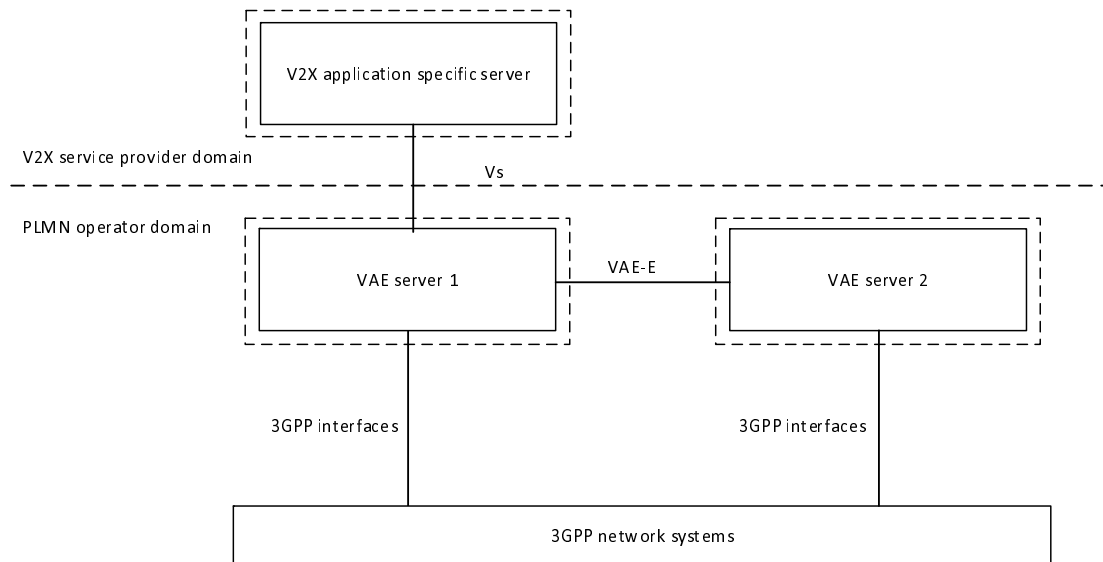 V2X application specific server
V2X service provider domain
Vs
PLMN operator domain
VAE server 1
VAE-E
VAE server 2
3GPP interfaces
3GPP interfaces
3GPP network systems